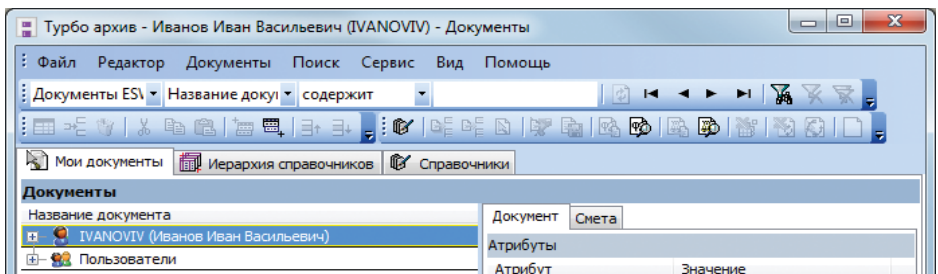 Турбо архив - Иванов Иван Васильевич (IVANOVIV) - Документы
Файл Редактор Документы Поиск Сервис Вид Помощь
Документы ES\ Название докуı содержит
Мои документы Иерархия справочников Справочники
Документы
Название документа
IVANOVIV (Иванов Иван Васильевич)
Пользователи
Документ Смета
Атрибуты
Атрибут Значение